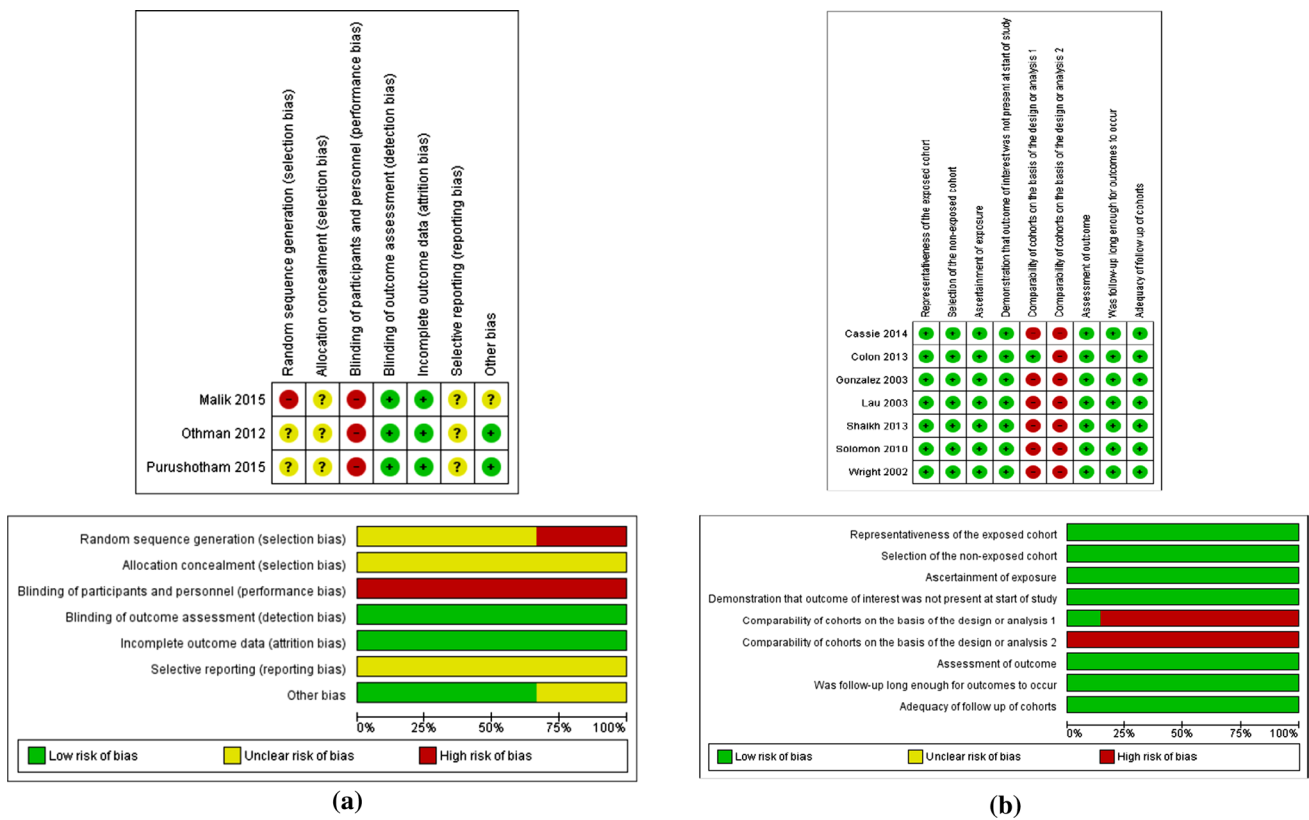 Random sequence generation (selection bias)
Allocation concealment (selection bias)
Blinding of participants and personnel (performance bias)
Blinding of outcome assessment (detection bias)
Incomplete outcome data (attrition bias)
Selective reporting (reporting bias)
Other bias
Malik 2015 - ? - + + ? ?
Othman 2012 ? ? - + + ? +
Purushotham 2015 ? ? - + + ? +
Random sequence generation (selection bias)
Allocation concealment (selection bias)
Blinding of participants and personnel (performance bias)
Blinding of outcome assessment (detection bias)
Incomplete outcome data (attrition bias)
Selective reporting (reporting bias)
Other bias
0% 25% 50% 75% 100%
Low risk of bias Unclear risk of bias High risk of bias
(a)
Representativeness of the exposed cohort
Selection of the non-exposed cohort
Ascertainment of exposure
Demonstration that outcome of interest was not present at start of study
Comparability of cohorts on the basis of the design or analysis 1
Comparability of cohorts on the basis of the design or analysis 2
Assessment of outcome
Was follow-up long enough for outcomes to occur
Adequacy of follow up of cohorts
Cassie 2014 + + + + - - + + +
Colon 2013 + + + + + - + + +
Gonzalez 2003 + + + + - - + + +
Lau 2003 + + + + - - + + +
Shaikh 2013 + + + + - - + + +
Solomon 2010 + + + + - - + + +
Wright 2002 + + + + - - + + +
Representativeness of the exposed cohort
Selection of the non-exposed cohort
Ascertainment of exposure
Demonstration that outcome of interest was not present at start of study
Comparability of cohorts on the basis of the design or analysis 1
Comparability of cohorts on the basis of the design or analysis 2
Assessment of outcome
Was follow-up long enough for outcomes to occur
Adequacy of follow up of cohorts
0% 25% 50% 75% 100%
Low risk of bias Unclear risk of bias High risk of bias
(b)